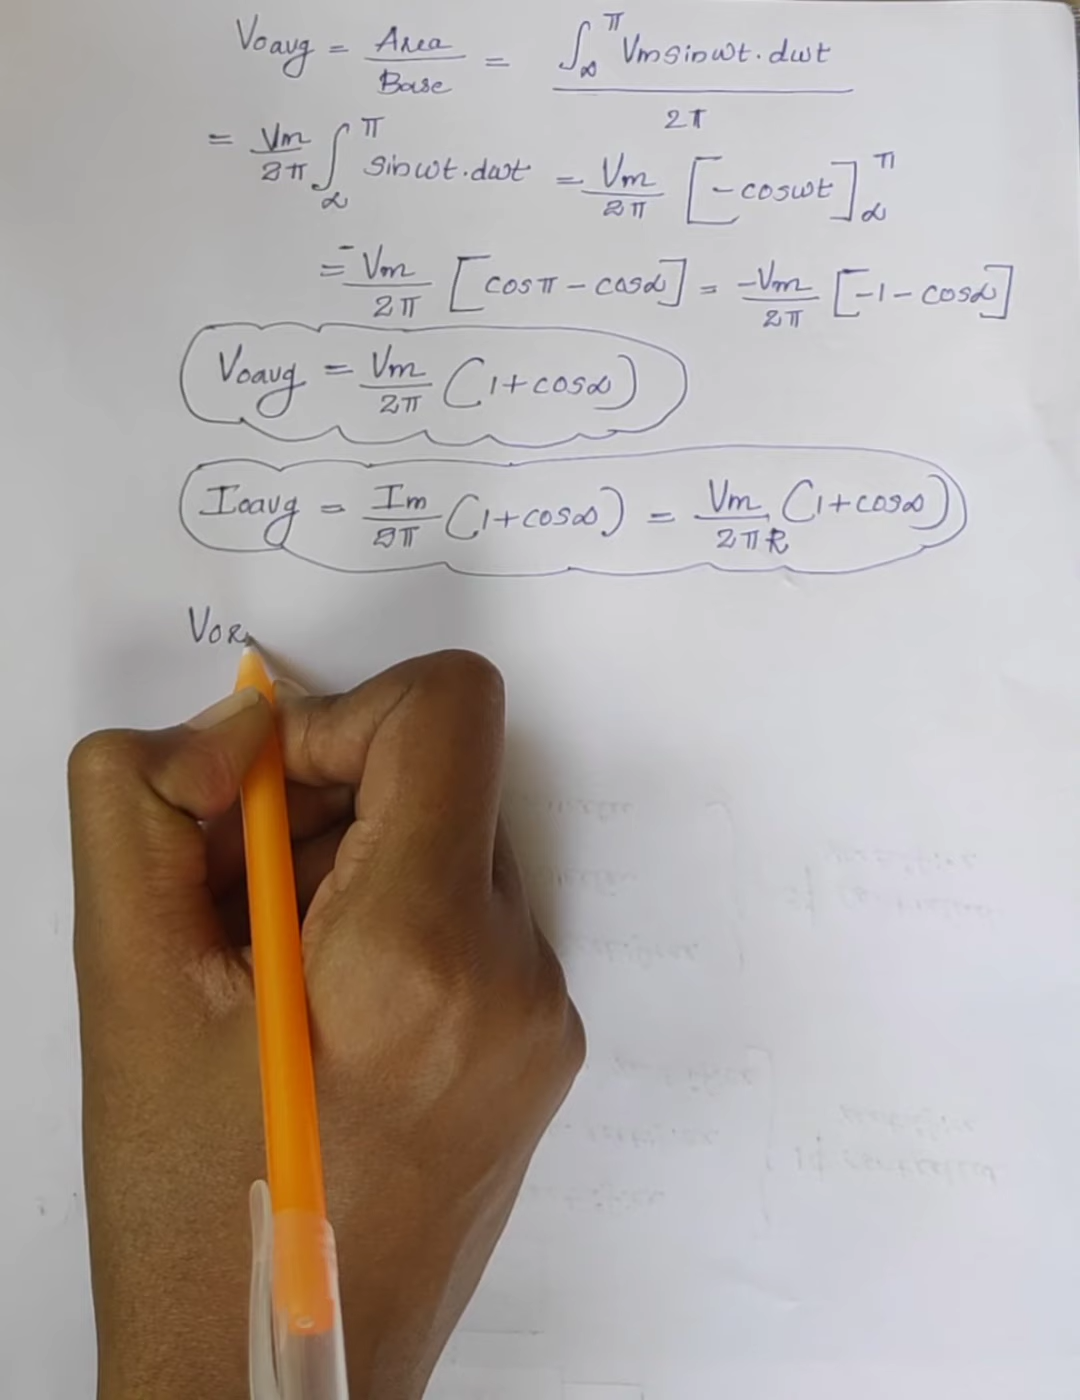 Voavg = Area/Base = ∫α^π Vm sinωt.dωt / 2π
= Vm/2π ∫α^π sinωt.dωt = Vm/2π [-cosωt]α^π
= -Vm/2π [cosπ - cosα] = -Vm/2π [-1 - cosα]
Voavg = Vm/2π (1+cosα)
Ioavg = Im/2π (1+cosα) = Vm/2πR (1+cosα)
VOR